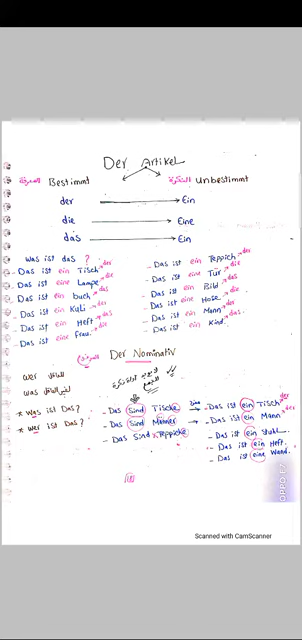 Der Artikel
المعرفة Bestimmt النكرة Unbestimmt
der → Ein
die → Eine
das → Ein
Was ist das ?
- Das ist ein Tisch → der
- Das ist eine Lampe → die
- Das ist ein buch → das
- Das ist ein Kuli → der
- Das ist ein Heft → das
- Das ist eine Frau → die
- Das ist ein Teppich → der
- Das ist eine Tür → die
- Das ist ein Bild → das
- Das ist eine Hose → die
- Das ist ein Mann → der
- Das ist ein Kind → das
Der Nominativ
wer للعاقل
was لغير العاقل
* Was ist Das?
* wer ist Das?
- Das Sind Tische
- Das Sind Männer
- Das Sind Teppiche
- Das ist ein Tisch der
- Das ist ein Mann der
- Das ist ein Stuhl
- Das ist ein Heft.
- Das ist eine Wand.
OPPO
Scanned with CamScanner